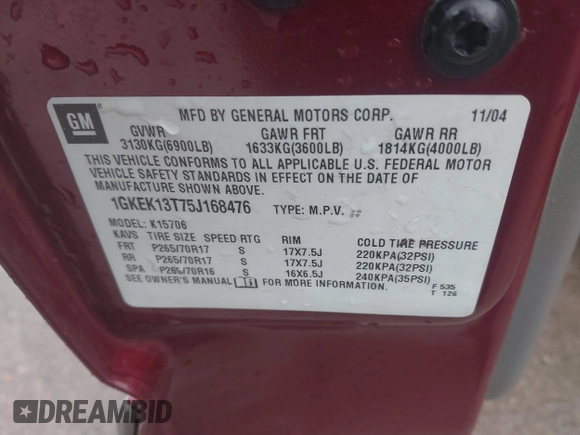 GM
MFD BY GENERAL MOTORS CORP. 11/04
GVWR GAWR FRT GAWR RR
3130KG(6900LB) 1633KG(3600LB) 1814KG(4000LB)
THIS VEHICLE CONFORMS TO ALL APPLICABLE U.S. FEDERAL MOTOR
VEHICLE SAFETY STANDARDS IN EFFECT ON THE DATE OF
MANUFACTURE SHOWN ABOVE.
1GKEK13T75J168476 TYPE: M.P.V.
MODEL: K15706
KAVS TIRE SIZE SPEED RTG RIM COLD TIRE PRESSURE
FRT P265/70R17 S 17X7.5J 220KPA(32PSI)
RR P265/70R17 S 17X7.5J 220KPA(32PSI)
SPA P265/70R16 S 16X6.5J 240KPA(35PSI)
SEE OWNER'S MANUAL FOR MORE INFORMATION.
F 535
T 126
DREAMBID